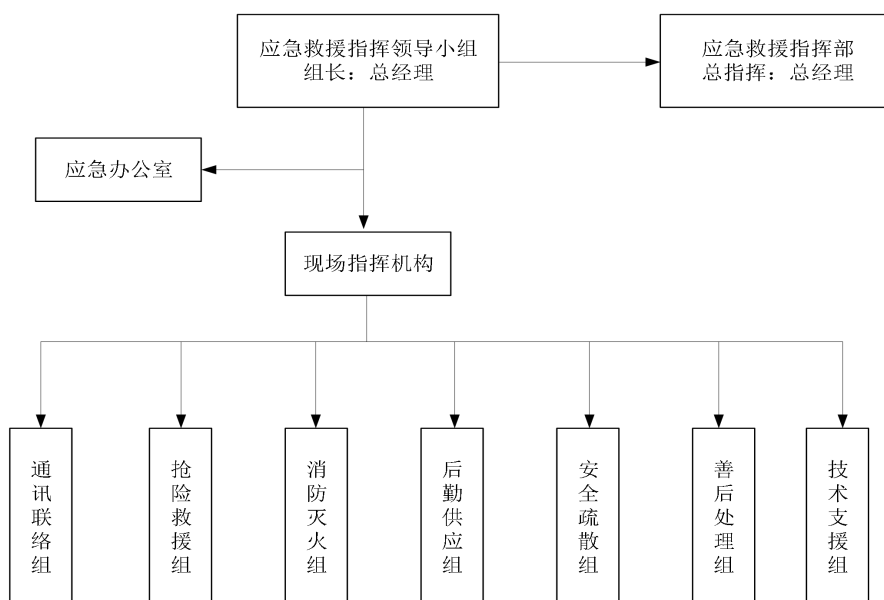 应急救援指挥领导小组
组长：总经理
应急救援指挥部
总指挥：总经理
应急办公室
现场指挥机构
通讯联络组
抢险救援组
消防灭火组
后勤供应组
安全疏散组
善后处理组
技术支援组